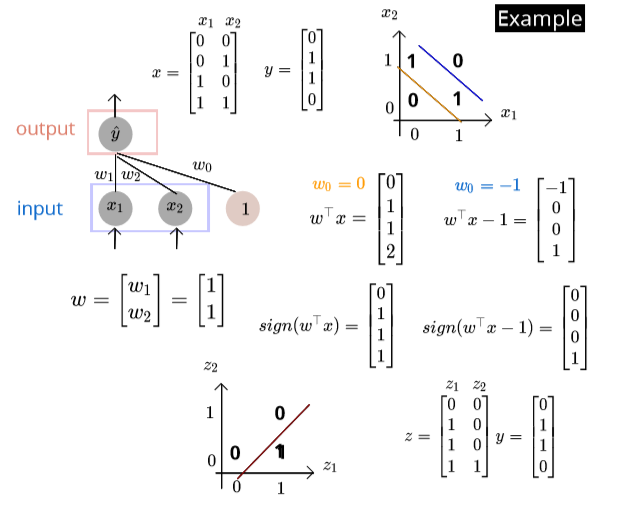 Example
x₁ x₂
x = [0 0
0 1
1 0
1 1]
y = [0
1
1
0]
x₂
1 1 0
0 0 1
0 1 x₁
output ŷ
w₁ w₂ w₀
input x₁ x₂ 1
w₀ = 0
w⊤x = [0
1
1
2]
w₀ = −1
w⊤x − 1 = [−1
0
0
1]
w = [w₁
w₂] = [1
1]
sign(w⊤x) = [0
1
1
1]
sign(w⊤x − 1) = [0
0
0
1]
z₂
1 0
0 0 1
0 1 z₁
z₁ z₂
z = [0 0
1 0
1 0
1 1]
y = [0
1
1
0]